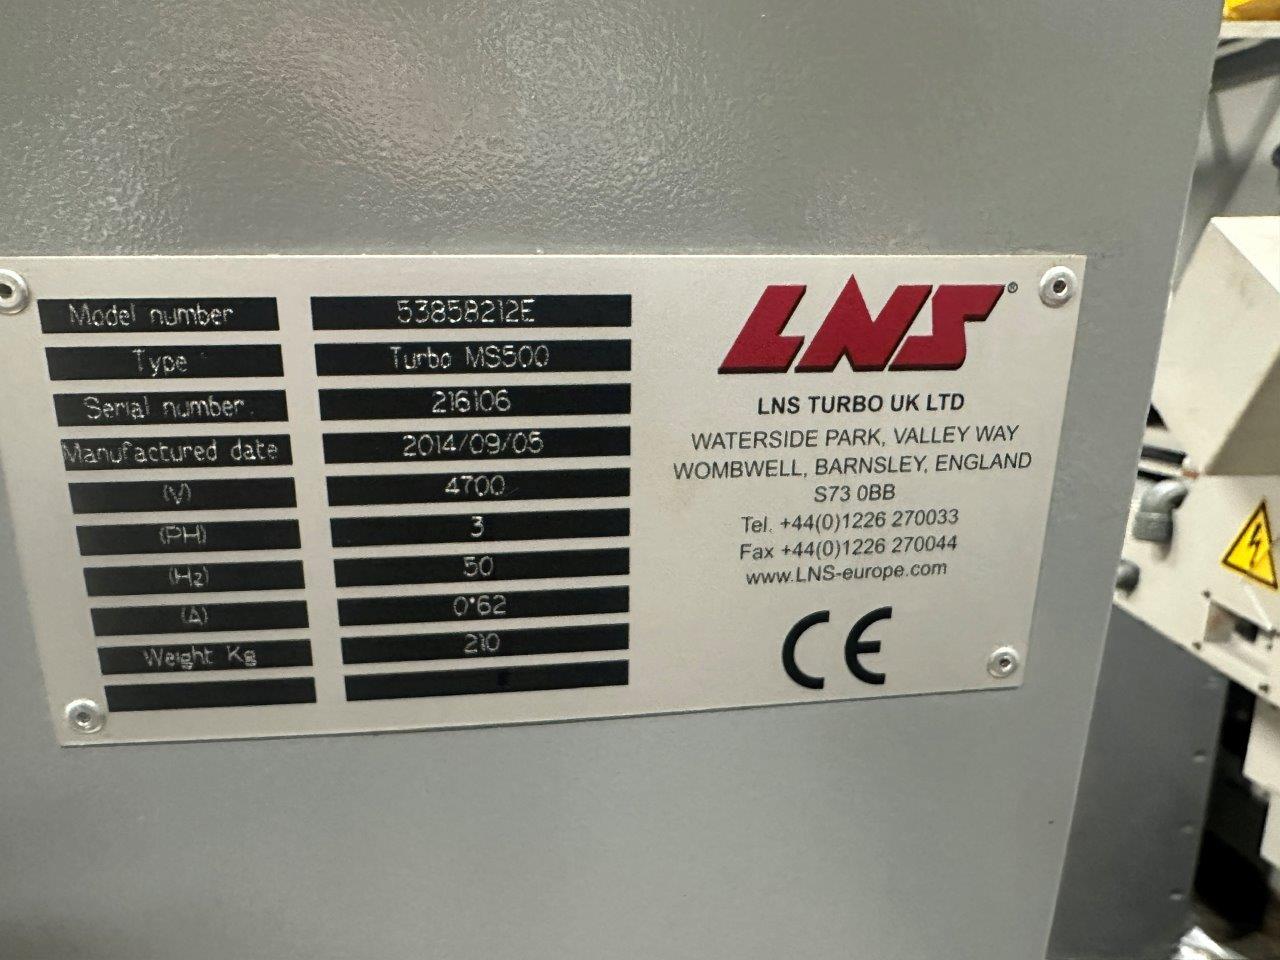 Model number 53858212E
Type Turbo MS500
Serial number 216106
Manufactured date 2014/09/05
(V) 4700
(PH) 3
(Hz) 50
(A) 0.62
Weight Kg 210
LNS®
LNS TURBO UK LTD
WATERSIDE PARK, VALLEY WAY
WOMBWELL, BARNSLEY, ENGLAND
S73 0BB
Tel. +44(0)1226 270033
Fax +44(0)1226 270044
www.LNS-europe.com
CE